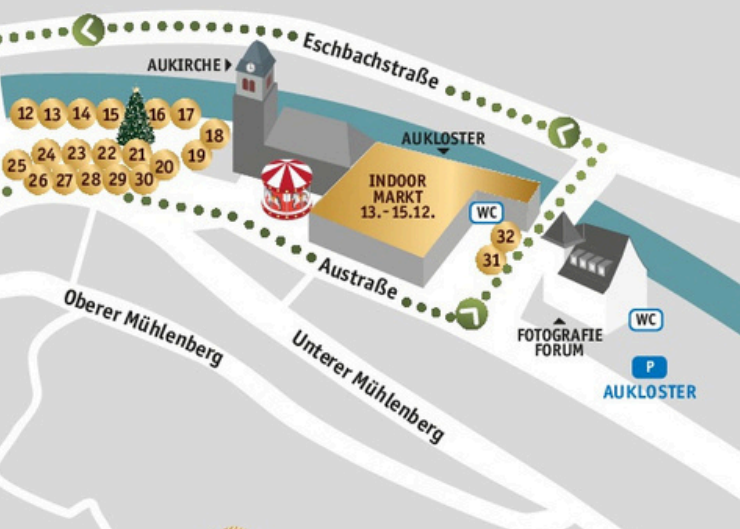 Eschbachstraße
AUKIRCHE
12 13 14 15 16 17
18
AUKLOSTER
25 24 23 22 21 20 19
26 27 28 29 30
INDOOR
MARKT
13.-15.12.
WC
32
31
Austraße
Oberer Mühlenberg
Unterer Mühlenberg
FOTOGRAFIE
FORUM
WC
P
AUKLOSTER